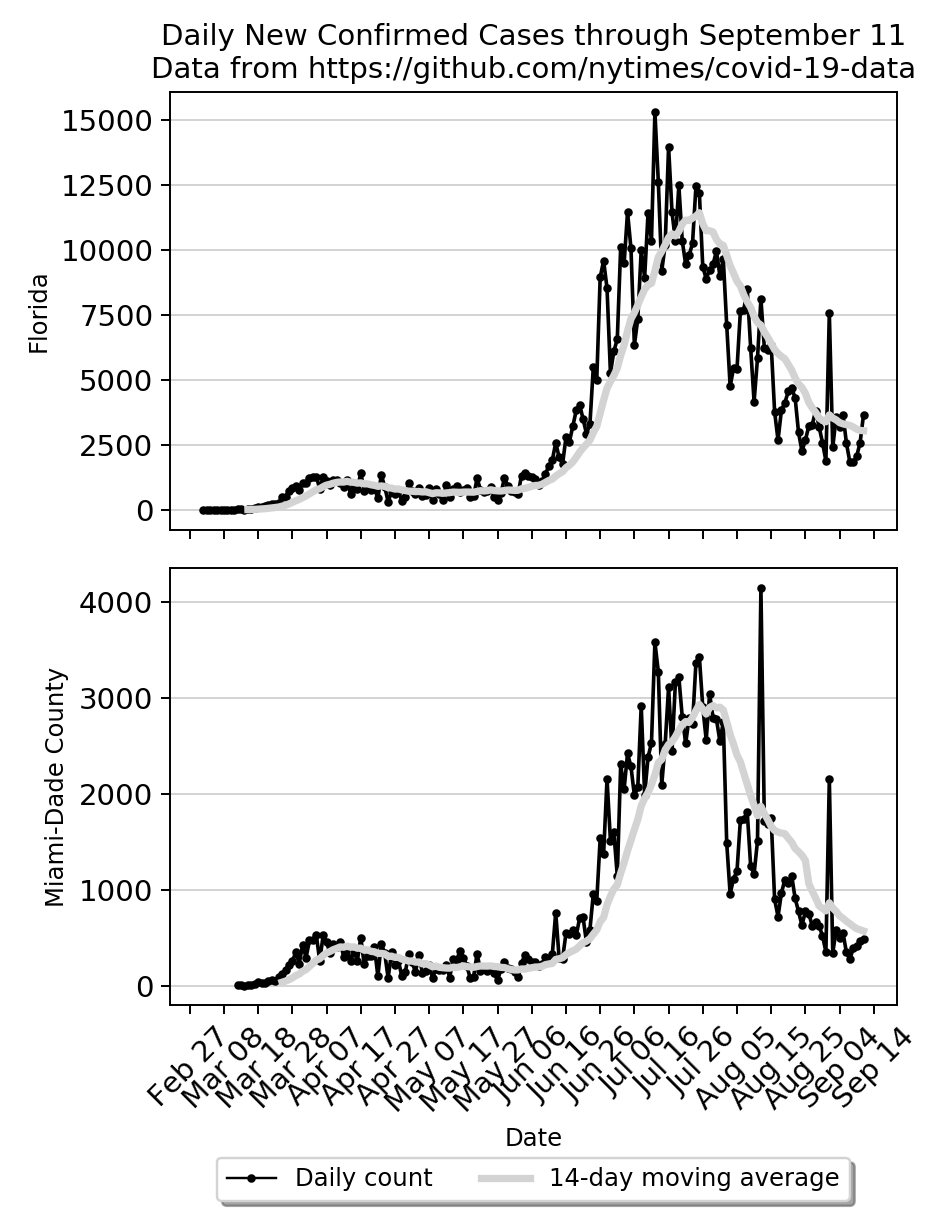 Daily New Confirmed Cases through September 11
Data from https://github.com/nytimes/covid-19-data
15000
12500
10000
7500
5000
2500
0
Florida
4000
3000
2000
1000
0
Miami-Dade County
Feb 27
Mar 08
Mar 18
Mar 28
Apr 07
Apr 17
Apr 27
May 07
May 17
May 27
Jun 06
Jun 16
Jun 26
Jul 06
Jul 16
Jul 26
Aug 05
Aug 15
Aug 25
Sep 04
Sep 14
Date
Daily count
14-day moving average